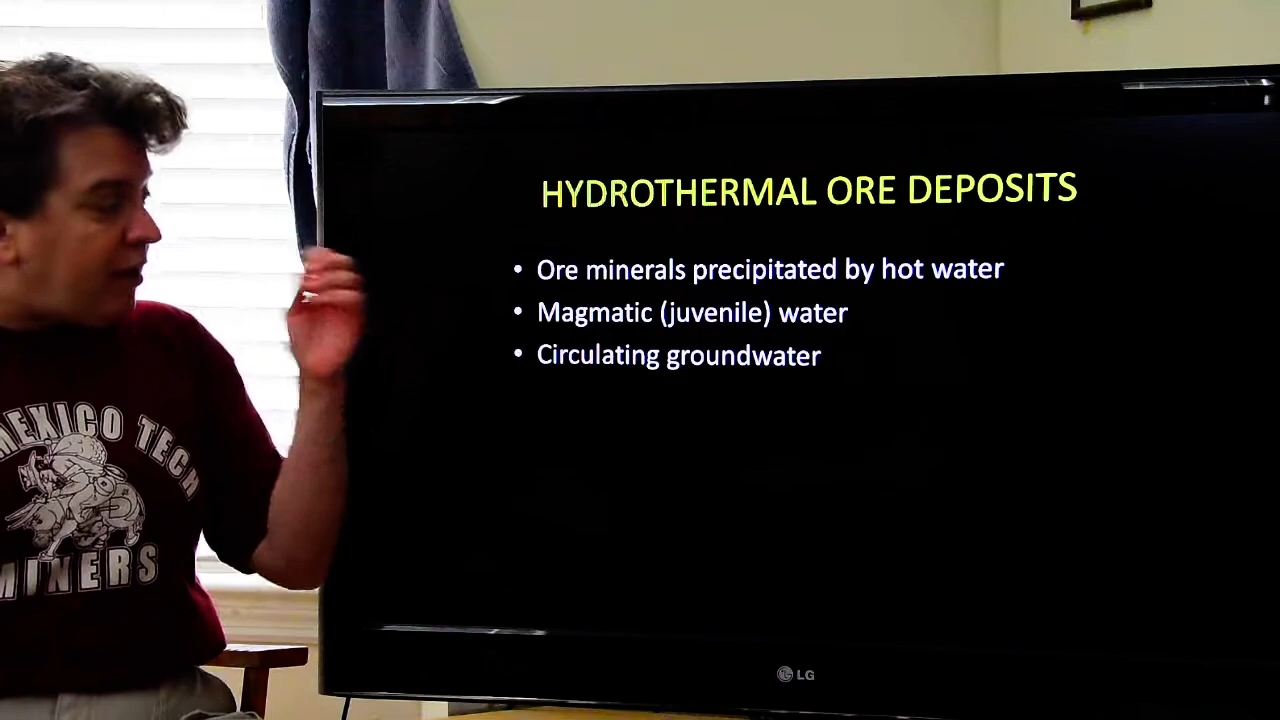 HYDROTHERMAL ORE DEPOSITS
• Ore minerals precipitated by hot water
• Magmatic (juvenile) water
• Circulating groundwater
MEXICO TECH
MINERS
LG